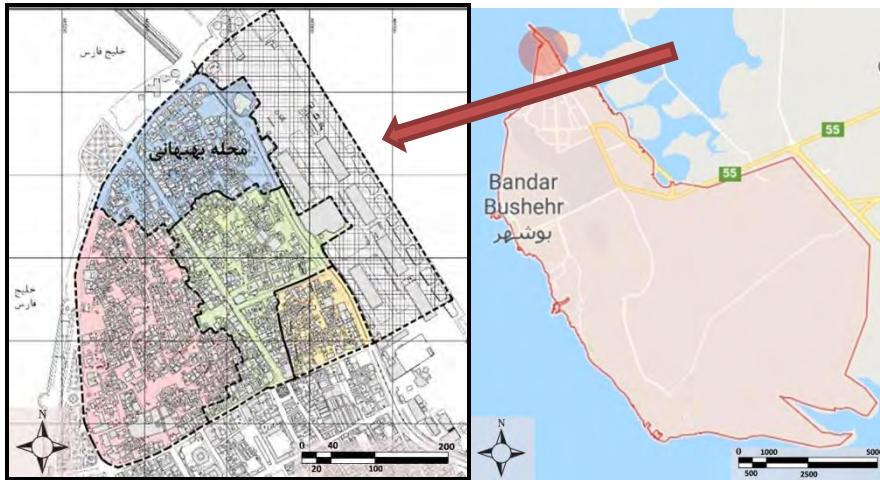 خلیج فارس
محله بهبهانی
خلیج
فارس
N
0 40 200
20 100
55
55
Bandar
Bushehr
بوشهر
N
0 1000 5000
500 2500